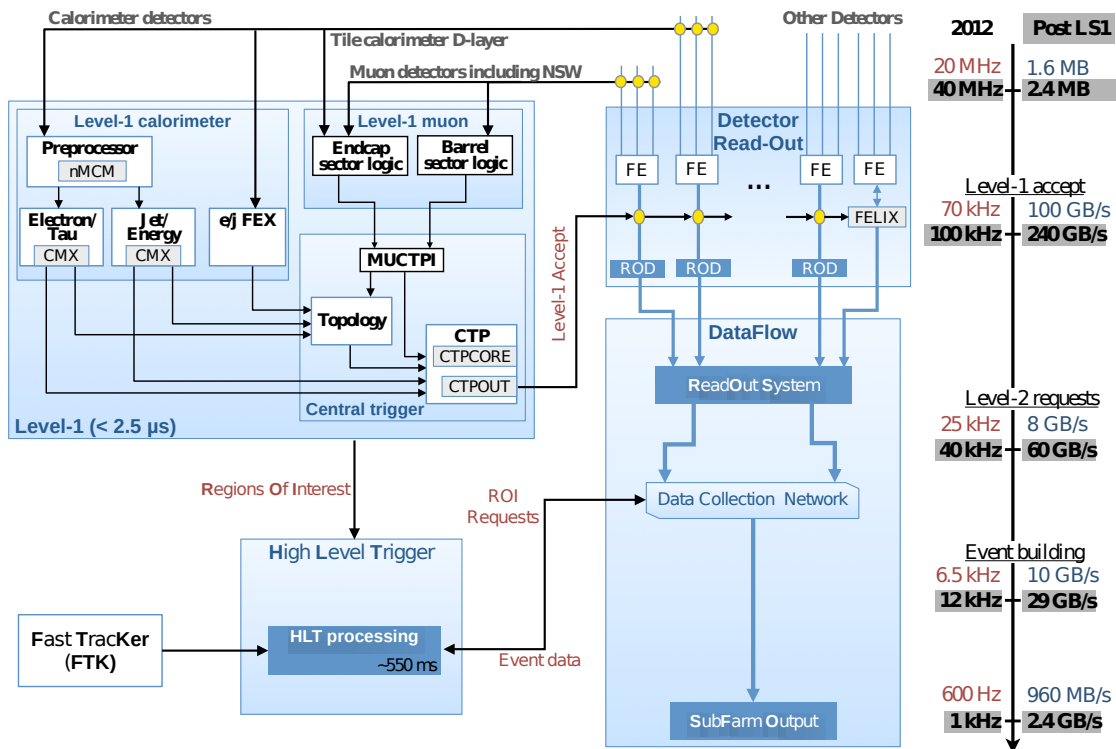 Calorimeter detectors
Tile calorimeter D-layer
Muon detectors including NSW
Other Detectors
Level-1 calorimeter
Preprocessor
nMCM
Electron/
Tau
CMX
Jet/
Energy
CMX
e/j FEX
Level-1 muon
Endcap
sector logic
Barrel
sector logic
MUCTPI
Topology
CTP
CTPCORE
CTPOUT
Central trigger
Level-1 (< 2.5 µs)
Level-1 Accept
Detector
Read-Out
FE
FE
...
FE
FE
FELIX
ROD
ROD
ROD
DataFlow
ReadOut System
Data Collection Network
SubFarm Output
Regions Of Interest
ROI
Requests
High Level Trigger
HLT processing
~550 ms
Event data
Fast TracKer
(FTK)
2012 Post LS1
20 MHz 1.6 MB
40 MHz 2.4 MB
Level-1 accept
70 kHz 100 GB/s
100 kHz 240 GB/s
Level-2 requests
25 kHz 8 GB/s
40 kHz 60 GB/s
Event building
6.5 kHz 10 GB/s
12 kHz 29 GB/s
600 Hz 960 MB/s
1 kHz 2.4 GB/s